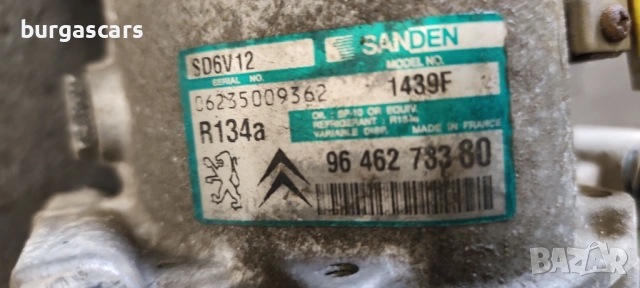 burgascars
SD6V12
SANDEN
SERIAL NO.
MODEL NO.
06235009362
1439F
OIL : SP-10 OR EQUIV.
REFRIGERANT : R134a
VARIABLE DISP. MADE IN FRANCE
R134a
96 462 733 80
BAZAR